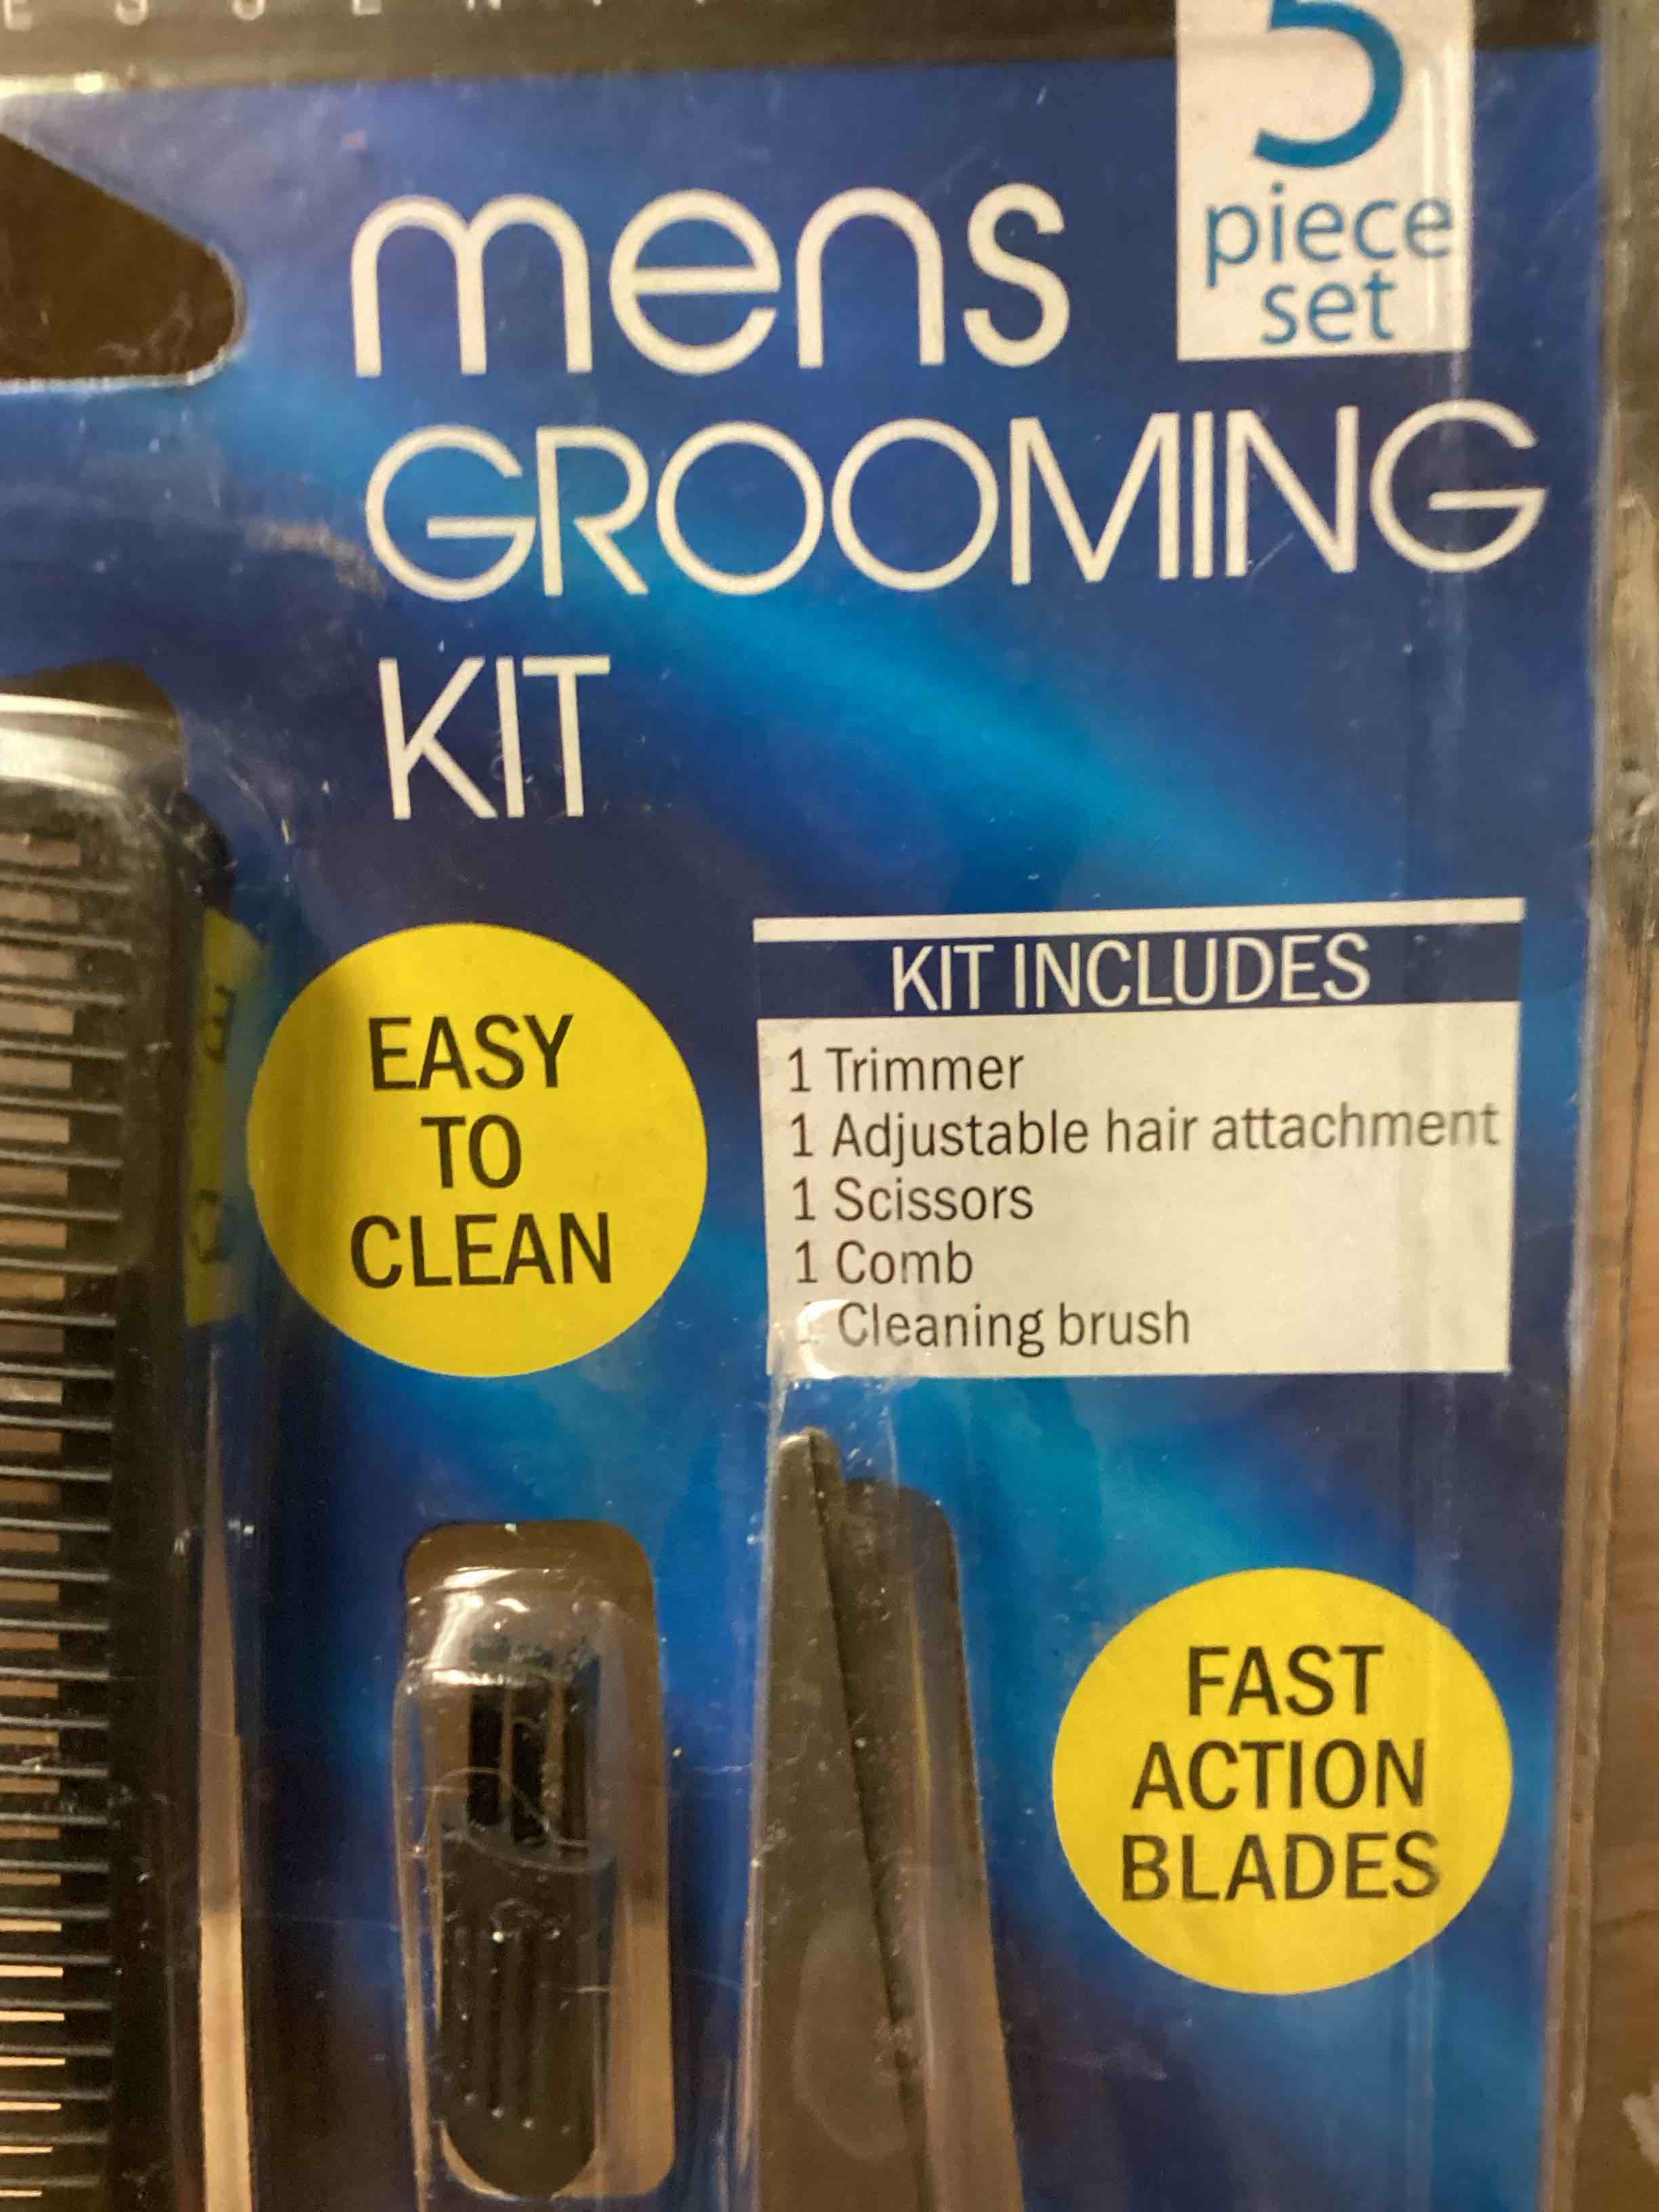 5
piece
set
mens
GROOMING
KIT
EASY
TO
CLEAN
KIT INCLUDES
1 Trimmer
1 Adjustable hair attachment
1 Scissors
1 Comb
1 Cleaning brush
FAST
ACTION
BLADES